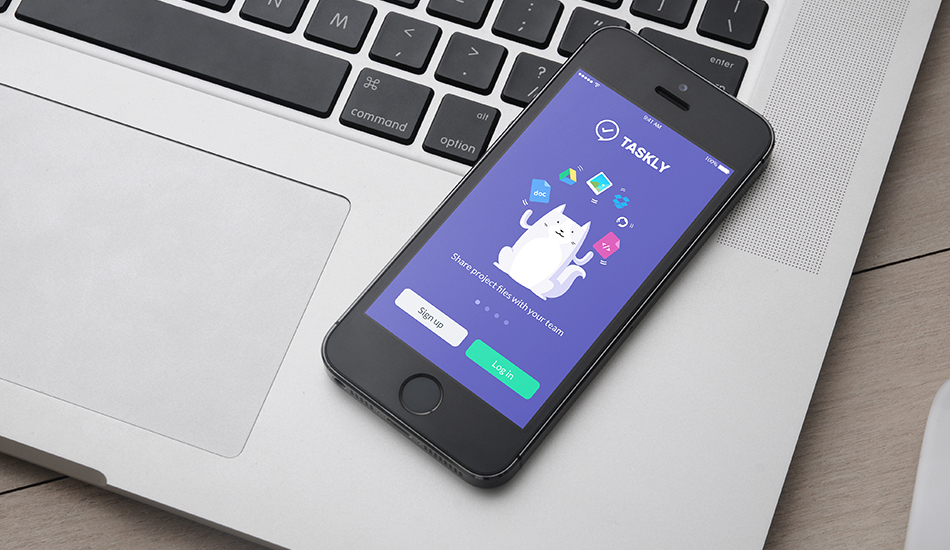 N
M
<
,
>
.
:
;
?
"
'
enter
⌘
command
alt
option
9:41 AM
100%
TASKLY
doc
</>
Share project files with your team
Sign up
Log in